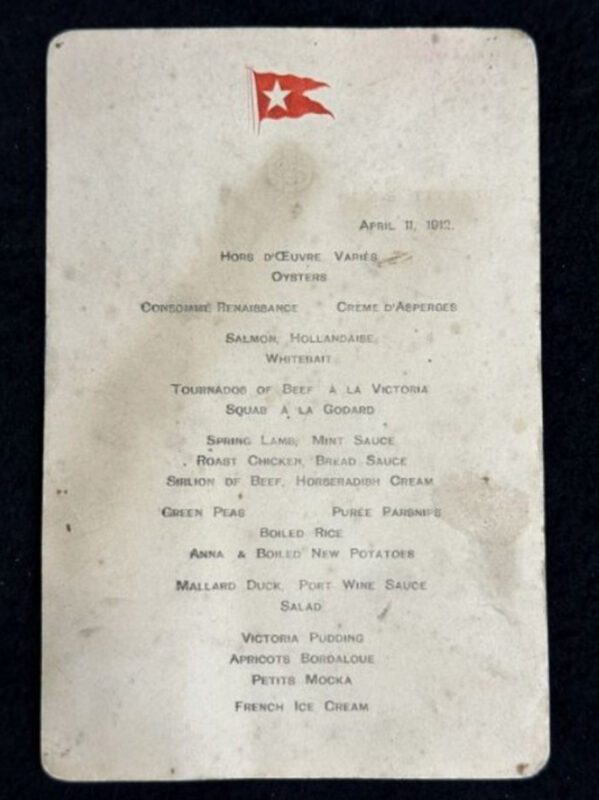 April 11, 1912.
Hors d'Œuvre Variés
Oysters
Consommé Renaissance Creme d'Asperges
Salmon, Hollandaise
Whitebait
Tournados of Beef à la Victoria
Squab à la Godard
Spring Lamb, Mint Sauce
Roast Chicken, Bread Sauce
Sirlion of Beef, Horseradish Cream
Green Peas Purée Parsnips
Boiled Rice
Anna & Boiled New Potatoes
Mallard Duck, Port Wine Sauce
Salad
Victoria Pudding
Apricots Bordaloue
Petits Mocka
French Ice Cream